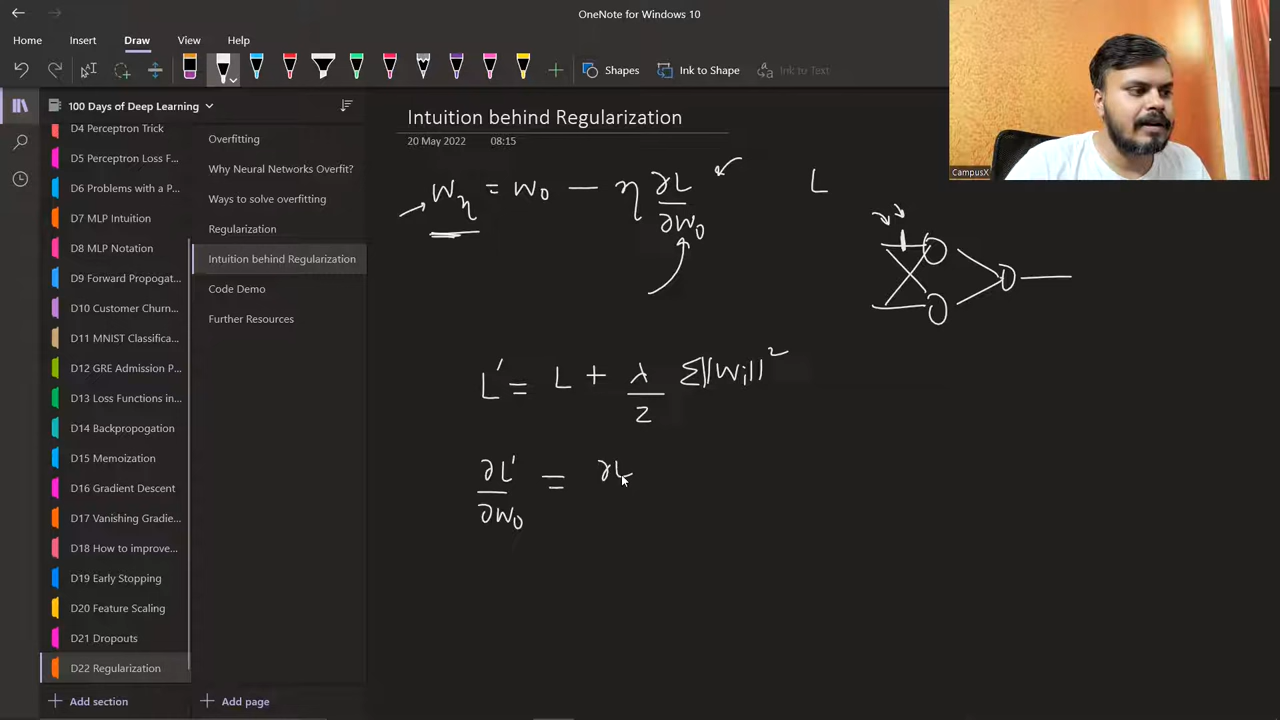 OneNote for Windows 10
Home Insert Draw View Help
Shapes Ink to Shape Ink to Text
100 Days of Deep Learning
D4 Perceptron Trick
D5 Perceptron Loss F...
D6 Problems with a P...
D7 MLP Intuition
D8 MLP Notation
D9 Forward Propogat...
D10 Customer Churn...
D11 MNIST Classifica...
D12 GRE Admission P...
D13 Loss Functions in...
D14 Backpropogation
D15 Memoization
D16 Gradient Descent
D17 Vanishing Gradie...
D18 How to improve...
D19 Early Stopping
D20 Feature Scaling
D21 Dropouts
D22 Regularization
Add section
Overfitting
Why Neural Networks Overfit?
Ways to solve overfitting
Regularization
Intuition behind Regularization
Code Demo
Further Resources
Add page
Intuition behind Regularization
20 May 2022 08:15
Wη = W0 — η ∂L/∂W0 L
L' = L + λ/2 Σ||Wi||²
∂L'/∂W0 = ∂L
CampusX